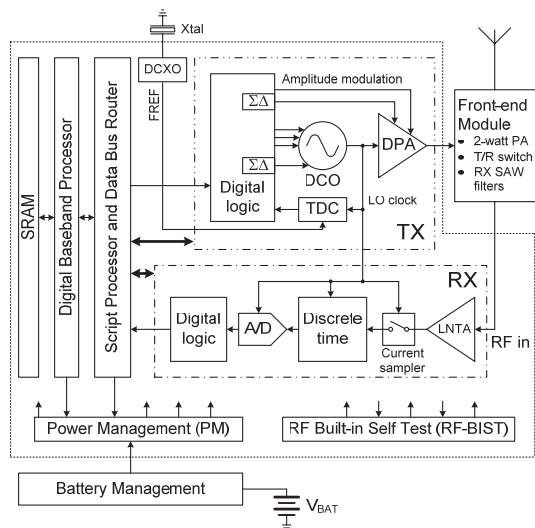 Xtal
DCXO
FREF
SRAM
Digital Baseband Processor
Script Processor and Data Bus Router
Amplitude modulation
ΣΔ
ΣΔ
Digital
logic
DCO
DPA
TDC
LO clock
TX
Front-end
Module
• 2-watt PA
• T/R switch
• RX SAW
filters
RX
Digital
logic
A/D
Discrete
time
Current
sampler
LNTA
RF in
Power Management (PM)
RF Built-in Self Test (RF-BIST)
Battery Management
VBAT